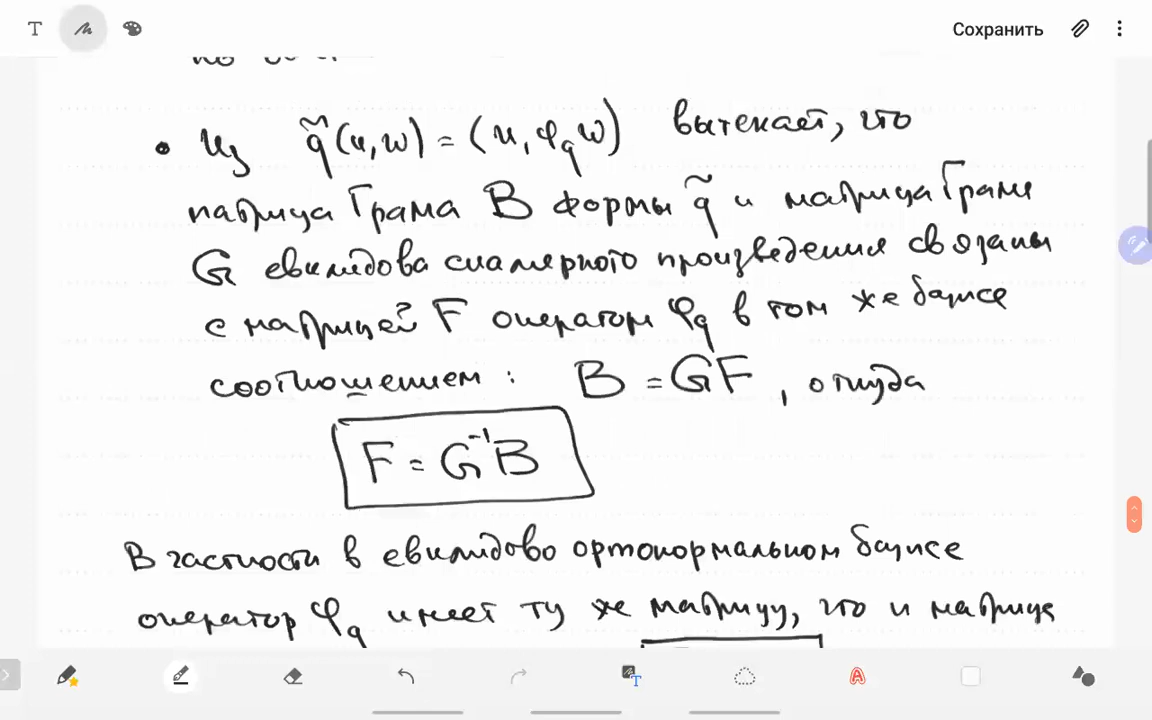 Сохранить
• Из q̃(u,w) = (u, φ_q w) вытекает, что
матрица Грама B формы q̃ и матрица Грама
G евклидова скалярного произведения связаны
с матрицей F оператора φ_q в том же базисе
соотношением: B = GF, откуда
F = G⁻¹B
В частности в евклидово ортонормальном базисе
оператор φ_q имеет ту же матрицу, что и матрица